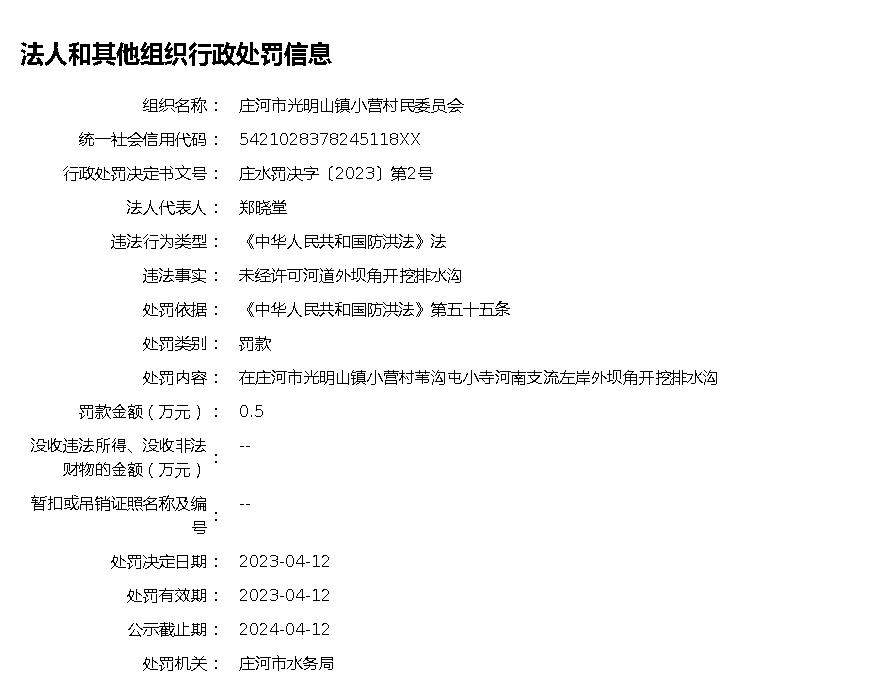 法人和其他组织行政处罚信息
组织名称： 庄河市光明山镇小营村民委员会
统一社会信用代码： 5421028378245118XX
行政处罚决定书文号： 庄水罚决字〔2023〕第2号
法人代表人： 郑晓堂
违法行为类型： 《中华人民共和国防洪法》法
违法事实： 未经许可河道外坝角开挖排水沟
处罚依据： 《中华人民共和国防洪法》第五十五条
处罚类别： 罚款
处罚内容： 在庄河市光明山镇小营村苇沟屯小寺河南支流左岸外坝角开挖排水沟
罚款金额（万元）： 0.5
没收违法所得、没收非法
财物的金额（万元）： --
暂扣或吊销证照名称及编
号： --
处罚决定日期： 2023-04-12
处罚有效期： 2023-04-12
公示截止期： 2024-04-12
处罚机关： 庄河市水务局